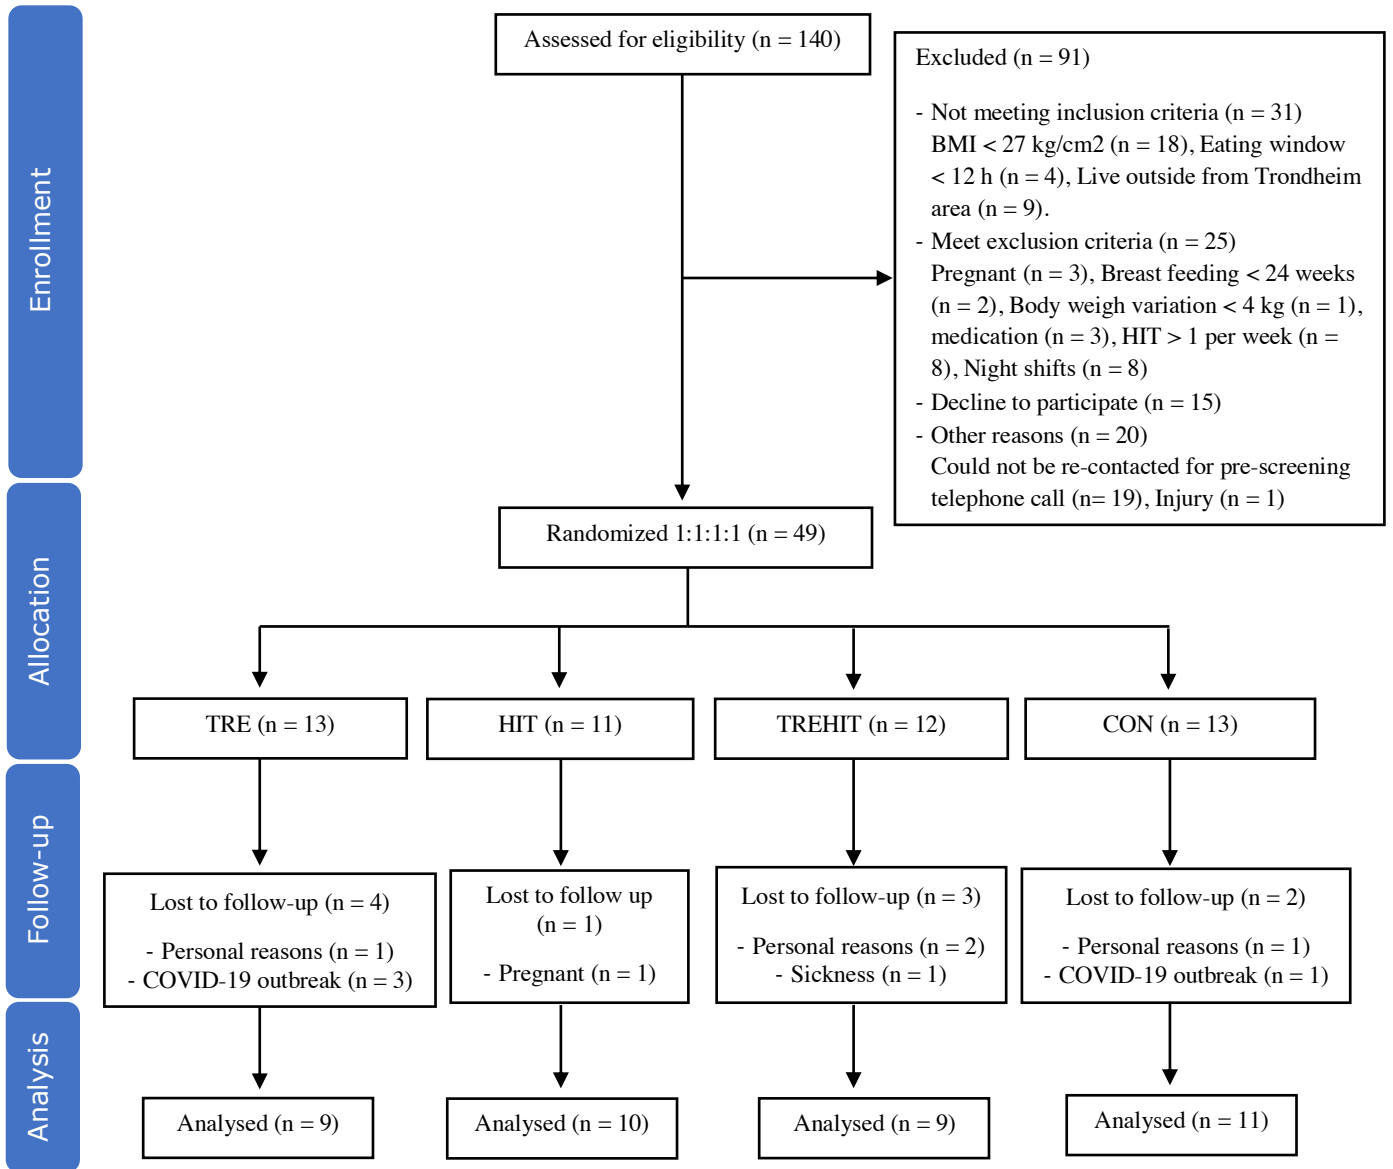 Enrollment
Assessed for eligibility (n = 140)
Excluded (n = 91)
- Not meeting inclusion criteria (n = 31)
BMI < 27 kg/cm2 (n = 18), Eating window
< 12 h (n = 4), Live outside from Trondheim
area (n = 9).
- Meet exclusion criteria (n = 25)
Pregnant (n = 3), Breast feeding < 24 weeks
(n = 2), Body weigh variation < 4 kg (n = 1),
medication (n = 3), HIT > 1 per week (n =
8), Night shifts (n = 8)
- Decline to participate (n = 15)
- Other reasons (n = 20)
Could not be re-contacted for pre-screening
telephone call (n= 19), Injury (n = 1)
Allocation
Randomized 1:1:1:1 (n = 49)
TRE (n = 13)
HIT (n = 11)
TREHIT (n = 12)
CON (n = 13)
Follow-up
Lost to follow-up (n = 4)
- Personal reasons (n = 1)
- COVID-19 outbreak (n = 3)
Lost to follow up
(n = 1)
- Pregnant (n = 1)
Lost to follow-up (n = 3)
- Personal reasons (n = 2)
- Sickness (n = 1)
Lost to follow-up (n = 2)
- Personal reasons (n = 1)
- COVID-19 outbreak (n = 1)
Analysis
Analysed (n = 9)
Analysed (n = 10)
Analysed (n = 9)
Analysed (n = 11)